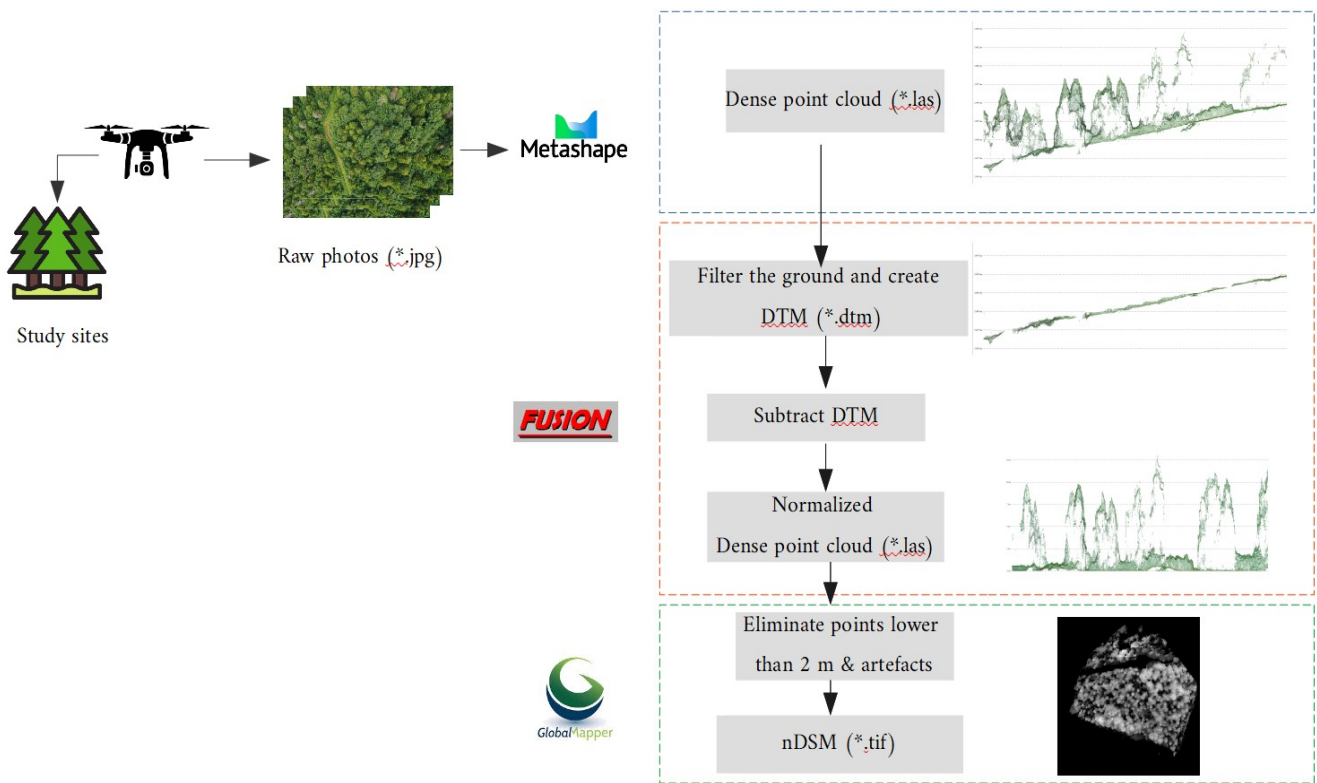 Dense point cloud (*.las)
Metashape
Raw photos (*.jpg)
Study sites
Filter the ground and create
DTM (*.dtm)
FUSION
Subtract DTM
Normalized
Dense point cloud (*.las)
Eliminate points lower
than 2 m & artefacts
GlobalMapper
nDSM (*.tif)